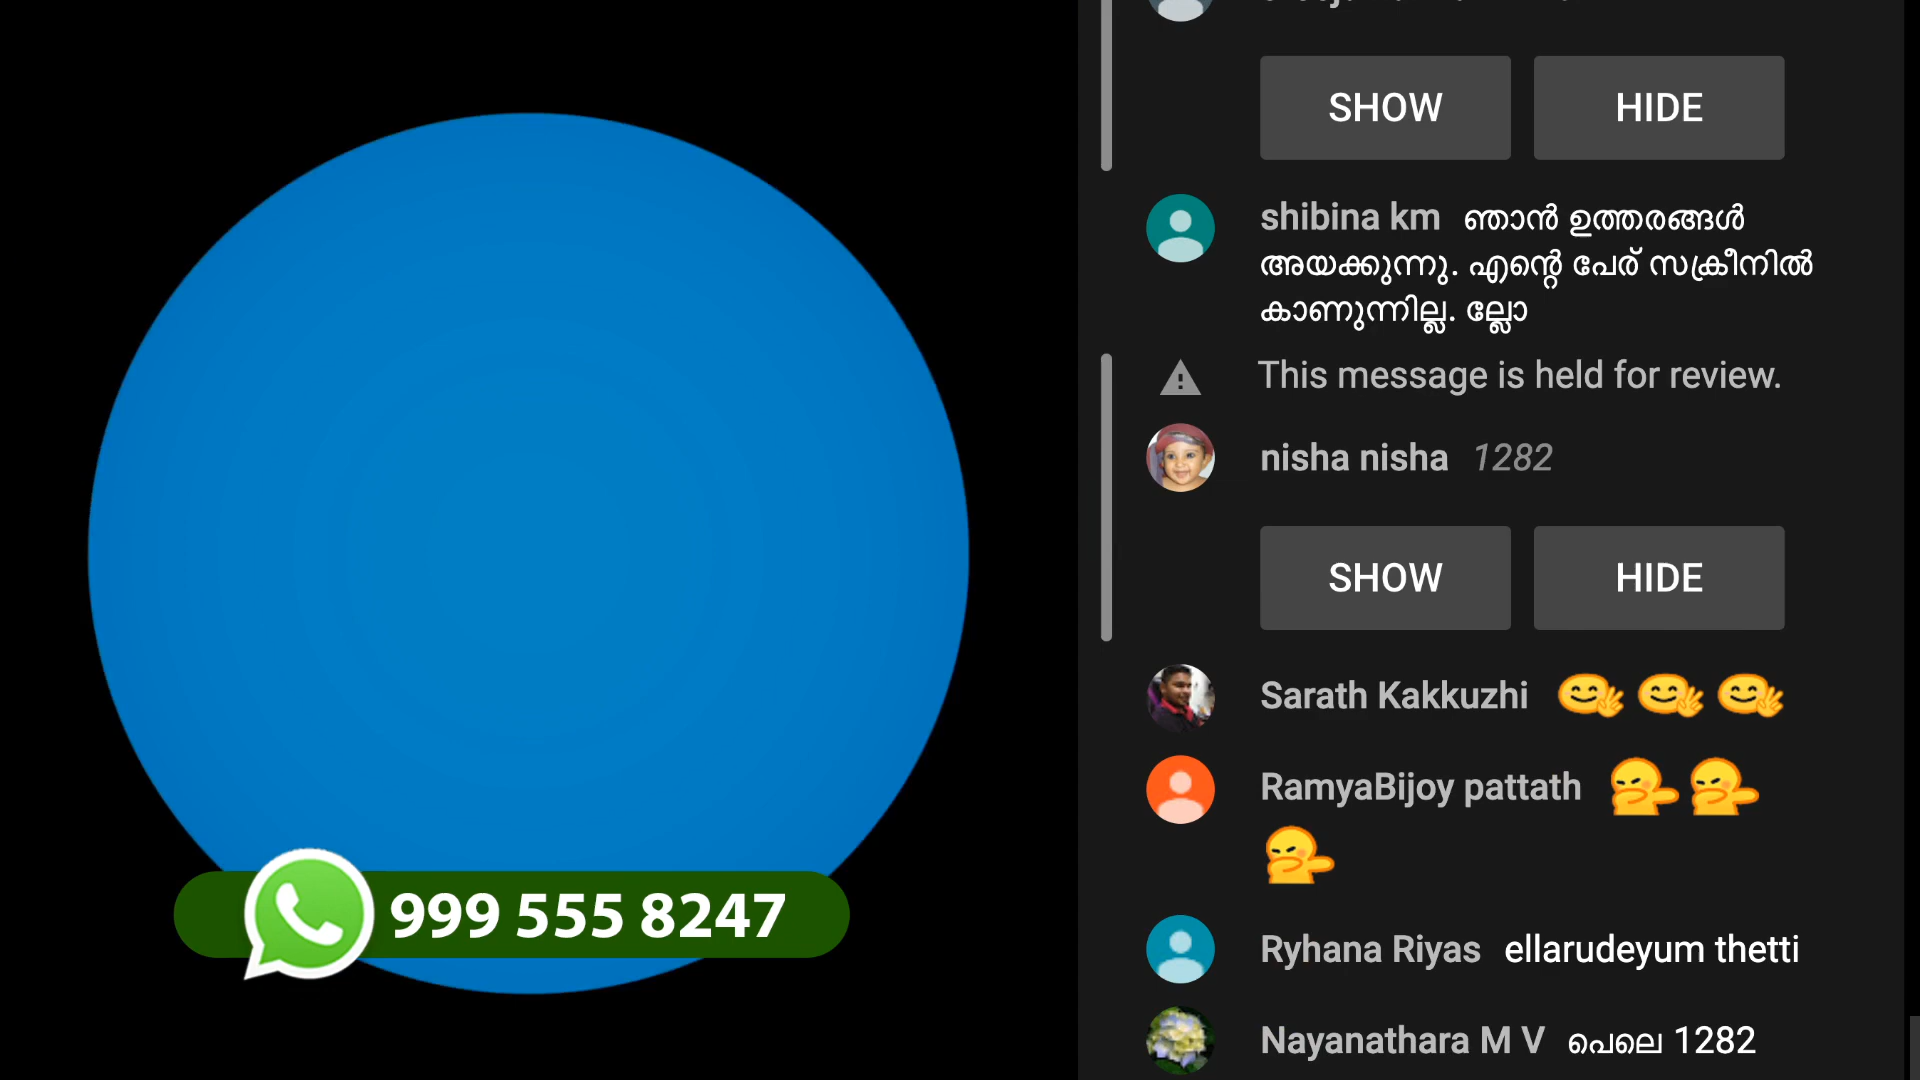 SHOW HIDE
shibina km ഞാൻ ഉത്തരങ്ങൾ
അയക്കുന്നു. എന്റെ പേര് സക്രീനിൽ
കാണുന്നില്ല. ല്ലോ
This message is held for review.
nisha nisha 1282
SHOW HIDE
Sarath Kakkuzhi
RamyaBijoy pattath
999 555 8247
Ryhana Riyas ellarudeyum thetti
Nayanathara M V പെലെ 1282